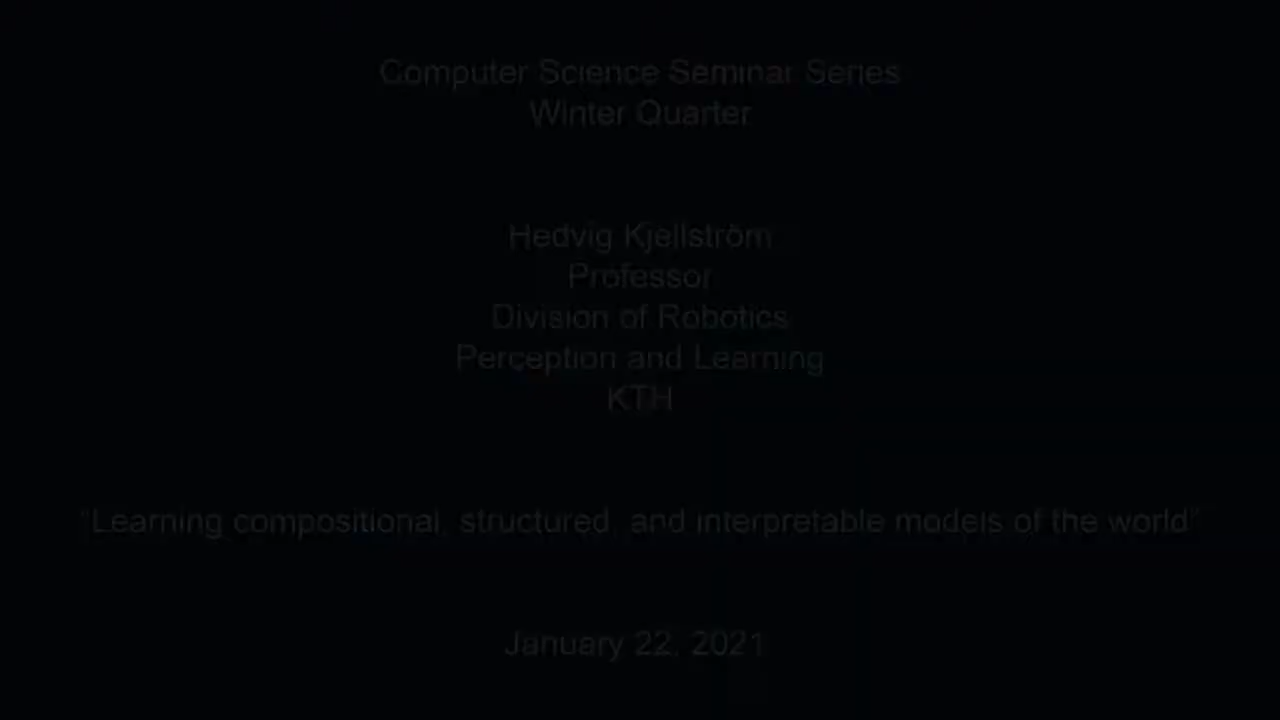 Computer Science Seminar Series
Winter Quarter
Hedvig Kjellström
Professor
Division of Robotics
Perception and Learning
KTH
"Learning compositional, structured, and interpretable models of the world"
January 22, 2021